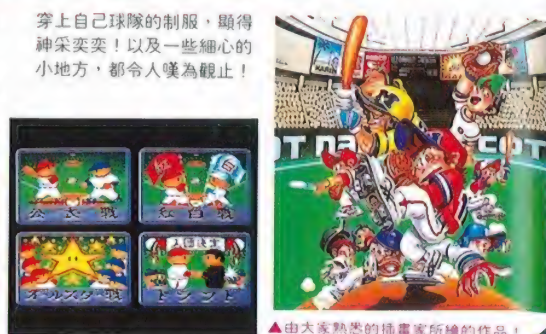 穿上自己球隊的制服，顯得
神采奕奕！以及一些細心的
小地方，都令人嘆為觀止！
公式戦
紅白戦
オールスター戦
ドラフト
▲由大家熟悉的插畫家所繪的作品！